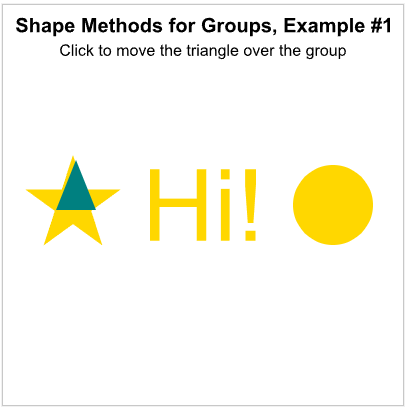 Shape Methods for Groups, Example #1
Click to move the triangle over the group
Hi!